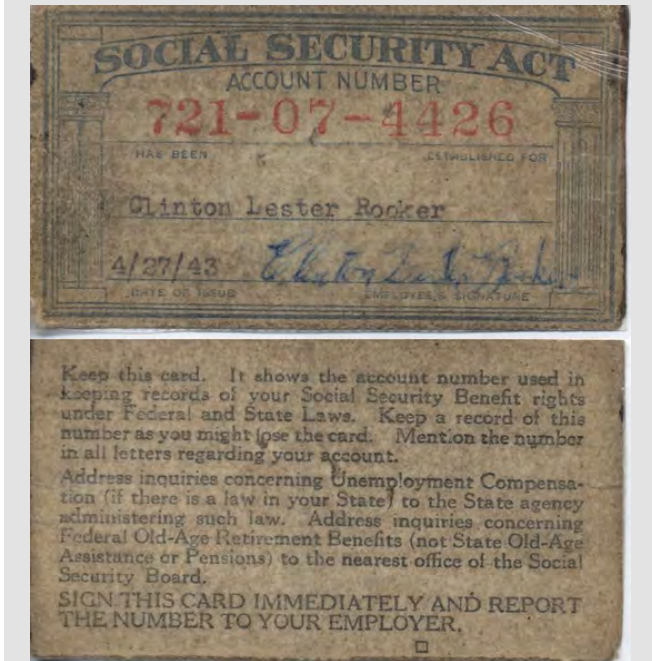 SOCIAL SECURITY ACT
ACCOUNT NUMBER
721-07-4426
HAS BEEN ESTABLISHED FOR
Clinton Lester Rooker
4/27/43 Clinton Lester Rooker
DATE OF ISSUE EMPLOYEE'S SIGNATURE
Keep this card. It shows the account number used in
keeping records of your Social Security Benefit rights
under Federal and State Laws. Keep a record of this
number as you might lose the card. Mention the number
in all letters regarding your account.
Address inquiries concerning Unemployment Compensa-
tion (if there is a law in your State) to the State agency
administering such law. Address inquiries concerning
Federal Old-Age Retirement Benefits (not State Old-Age
Assistance or Pensions) to the nearest office of the Social
Security Board.
SIGN THIS CARD IMMEDIATELY AND REPORT
THE NUMBER TO YOUR EMPLOYER.